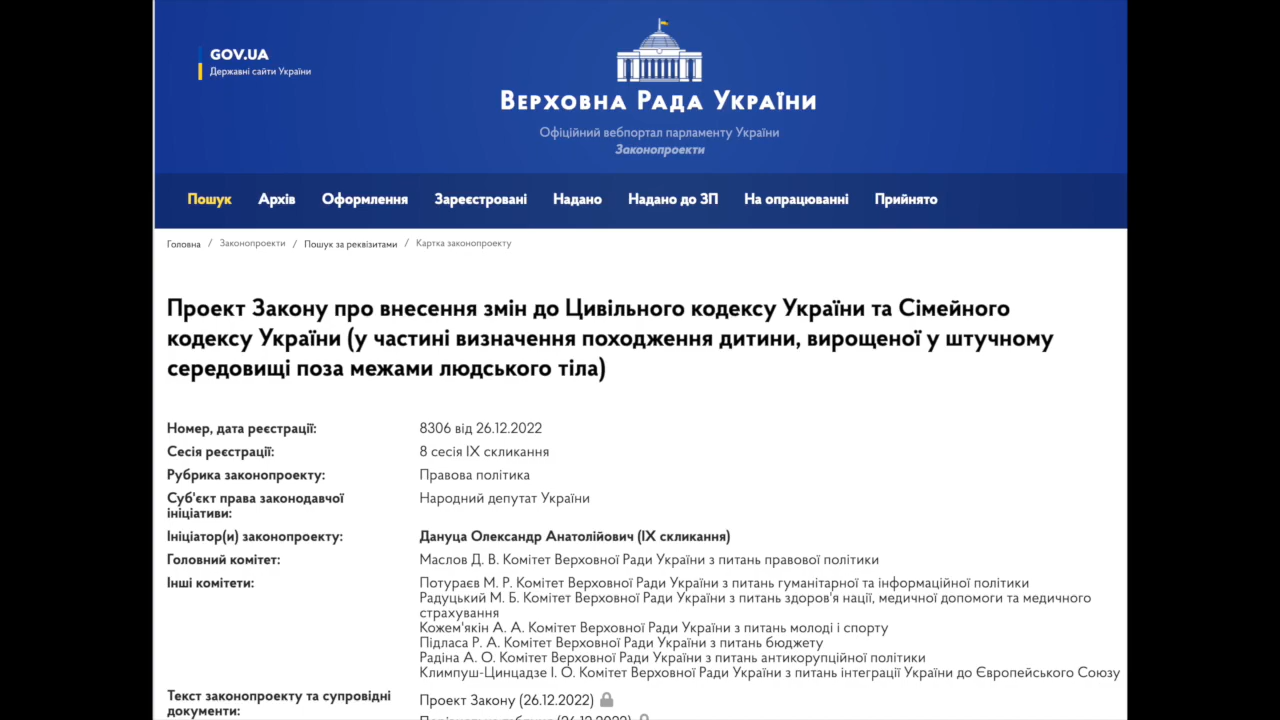 GOV.UA
Державні сайти України
Верховна Рада України
Офіційний вебпортал парламенту України
Законопроекти
Пошук Архів Оформлення Зареєстровані Надано Надано до ЗП На опрацюванні Прийнято
Головна / Законопроекти / Пошук за реквізитами / Картка законопроекту
Проект Закону про внесення змін до Цивільного кодексу України та Сімейного
кодексу України (у частині визначення походження дитини, вирощеної у штучному
середовищі поза межами людського тіла)
Номер, дата реєстрації: 8306 від 26.12.2022
Сесія реєстрації: 8 сесія IX скликання
Рубрика законопроекту: Правова політика
Суб'єкт права законодавчої Народний депутат України
ініціативи:
Ініціатор(и) законопроекту: Дануца Олександр Анатолійович (IX скликання)
Головний комітет: Маслов Д. В. Комітет Верховної Ради України з питань правової політики
Інші комітети: Потураєв М. Р. Комітет Верховної Ради України з питань гуманітарної та інформаційної політики
Радуцький М. Б. Комітет Верховної Ради України з питань здоров'я нації, медичної допомоги та медичного
страхування
Кожем'якін А. А. Комітет Верховної Ради України з питань молоді і спорту
Підласа Р. А. Комітет Верховної Ради України з питань бюджету
Радіна А. О. Комітет Верховної Ради України з питань антикорупційної політики
Климпуш-Цинцадзе І. О. Комітет Верховної Ради України з питань інтеграції України до Європейського Союзу
Текст законопроекту та супровідні Проект Закону (26.12.2022)
документи: